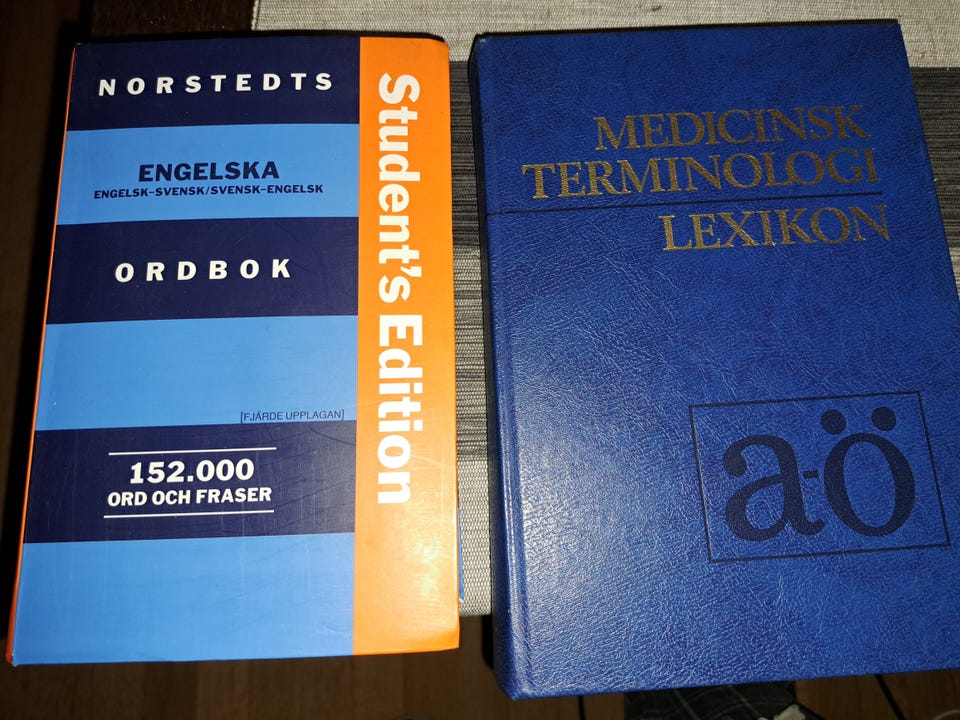 NORSTEDTS
ENGELSKA
ENGELSK–SVENSK/SVENSK–ENGELSK
ORDBOK
[FJÄRDE UPPLAGAN]
152.000
ORD OCH FRASER
Student's Edition
MEDICINSK
TERMINOLOGI
LEXIKON
a-ö